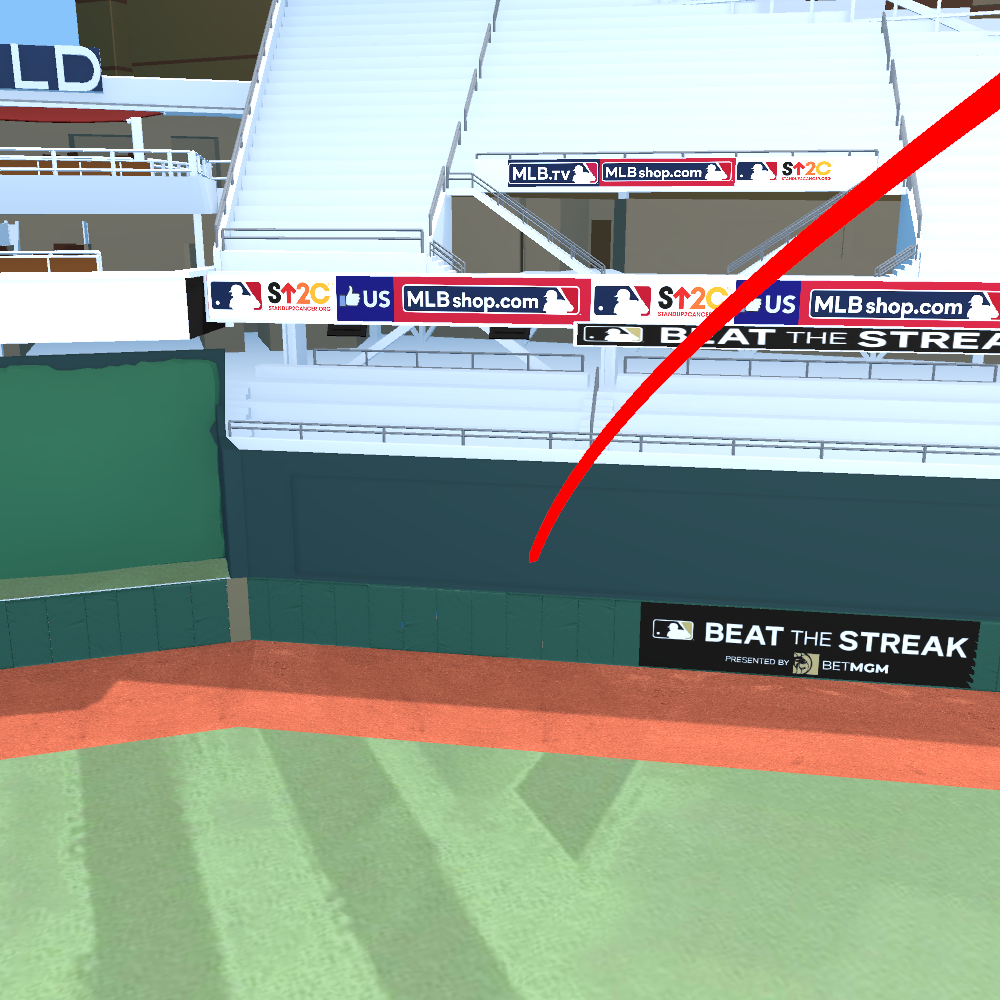 LD
MLB.TV MLBshop.com S↑2C
STANDUP2CANCER.ORG
S↑2C US MLBshop.com S↑2C US MLBshop.com
STANDUP2CANCER.ORG STANDUP2CANCER
BEAT THE STREA
BEAT THE STREAK
PRESENTED BY BETMGM